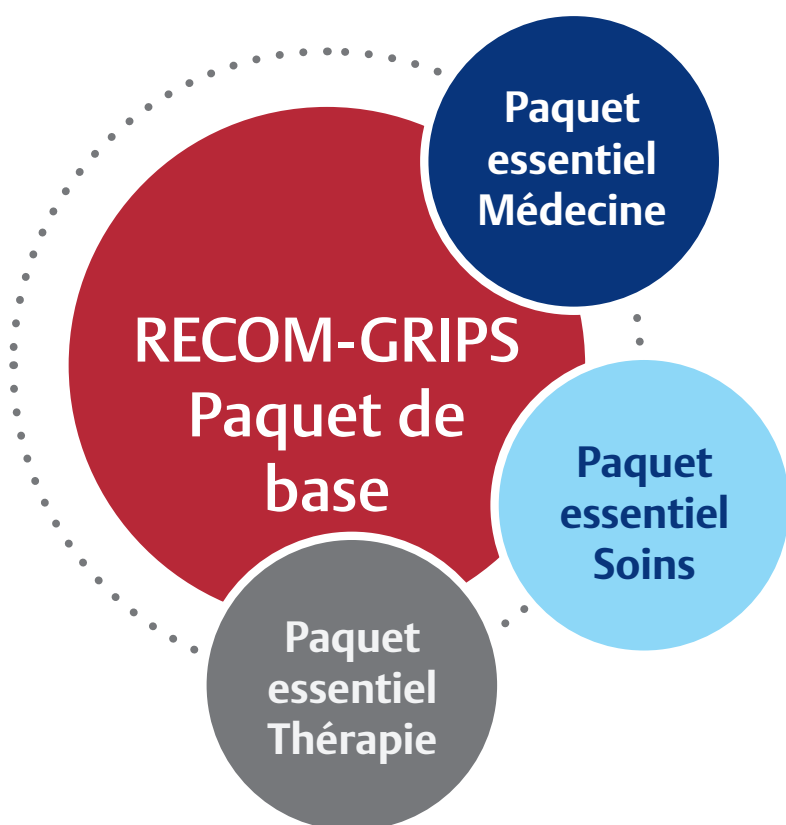 Paquet
essentiel
Médecine
RECOM-GRIPS
Paquet de
base
Paquet
essentiel
Soins
Paquet
essentiel
Thérapie